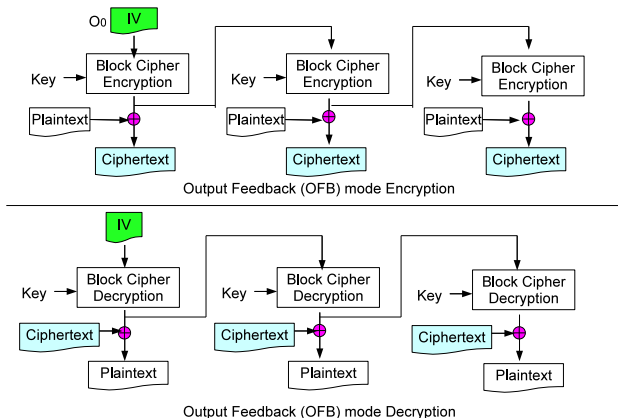 O0 IV
Block Cipher Encryption
Block Cipher Encryption
Block Cipher Encryption
Key
Key
Key
Plaintext
Plaintext
Plaintext
Ciphertext
Ciphertext
Ciphertext
Output Feedback (OFB) mode Encryption
IV
Block Cipher Decryption
Block Cipher Decryption
Block Cipher Decryption
Key
Key
Key
Ciphertext
Ciphertext
Ciphertext
Plaintext
Plaintext
Plaintext
Output Feedback (OFB) mode Decryption